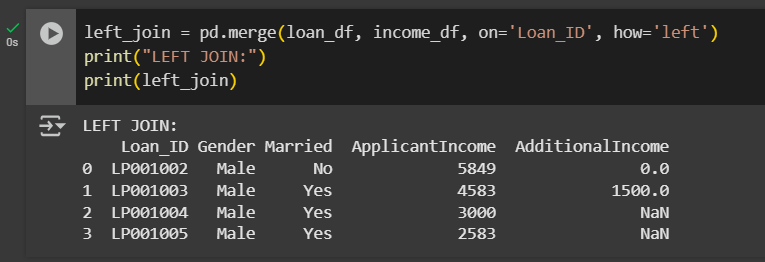 left_join = pd.merge(loan_df, income_df, on='Loan_ID', how='left')
print("LEFT JOIN:")
print(left_join)
0s
LEFT JOIN:
Loan_ID Gender Married ApplicantIncome AdditionalIncome
0 LP001002 Male No 5849 0.0
1 LP001003 Male Yes 4583 1500.0
2 LP001004 Male Yes 3000 NaN
3 LP001005 Male Yes 2583 NaN